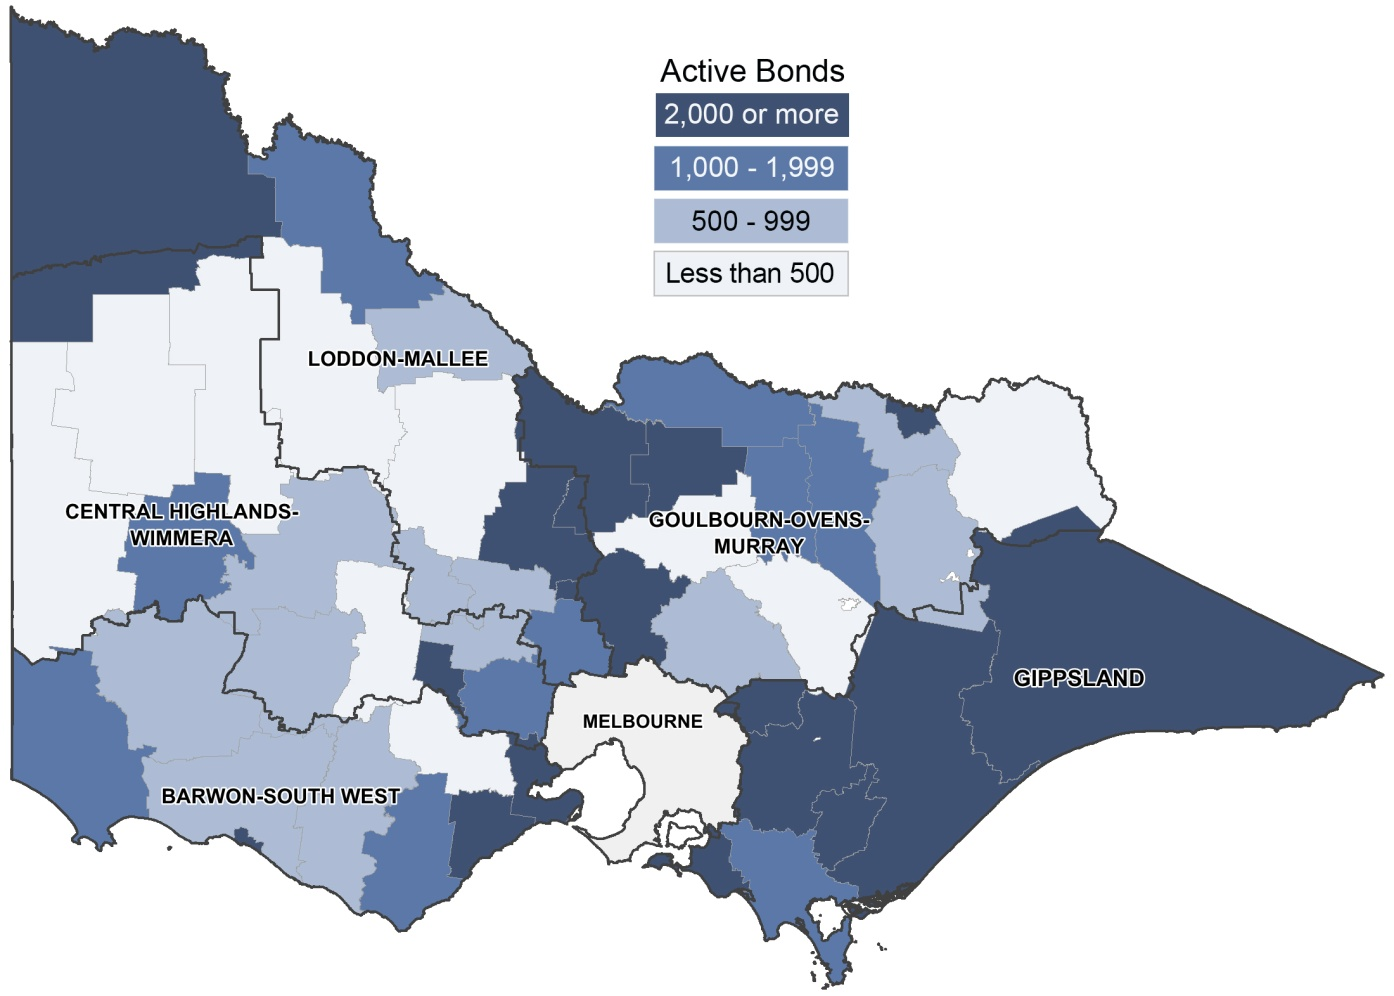 Active Bonds
2,000 or more
1,000 - 1,999
500 - 999
Less than 500
LODDON-MALLEE
CENTRAL HIGHLANDS-
WIMMERA
GOULBOURN-OVENS-
MURRAY
GIPPSLAND
MELBOURNE
BARWON-SOUTH WEST